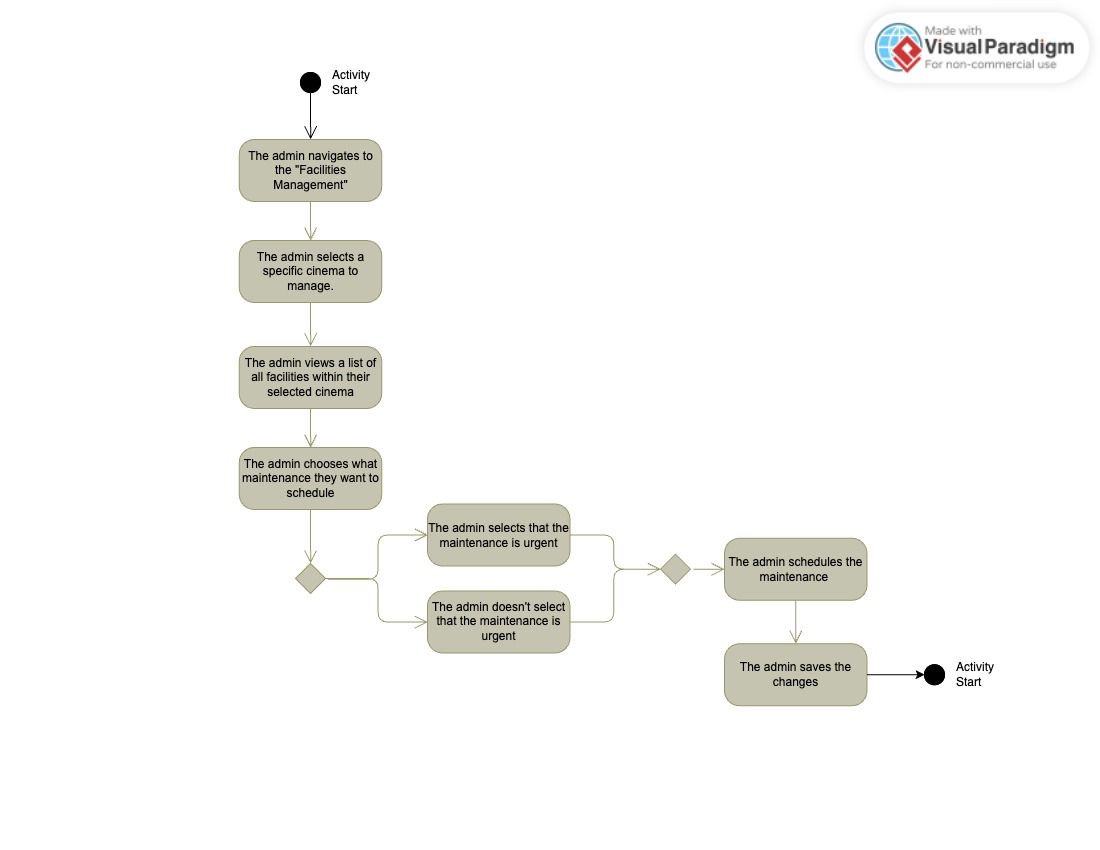 Made with
Visual Paradigm
For non-commercial use
Activity
Start
The admin navigates to
the "Facilities
Management"
The admin selects a
specific cinema to
manage.
The admin views a list of
all facilities within their
selected cinema
The admin chooses what
maintenance they want to
schedule
The admin selects that the
maintenance is urgent
The admin doesn't select
that the maintenance is
urgent
The admin schedules the
maintenance
The admin saves the
changes
Activity
Start